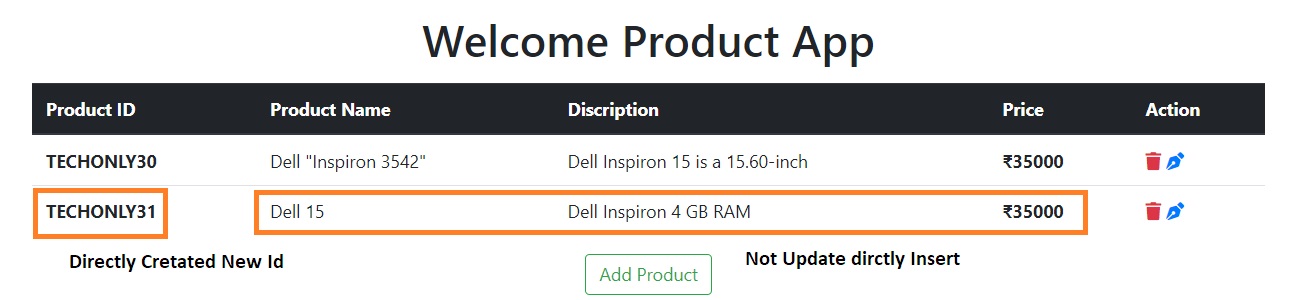 Welcome Product App
Product ID Product Name Discription Price Action
TECHONLY30 Dell "Inspiron 3542" Dell Inspiron 15 is a 15.60-inch ₹35000
TECHONLY31 Dell 15 Dell Inspiron 4 GB RAM ₹35000
Directly Cretated New Id Add Product Not Update dirctly Insert